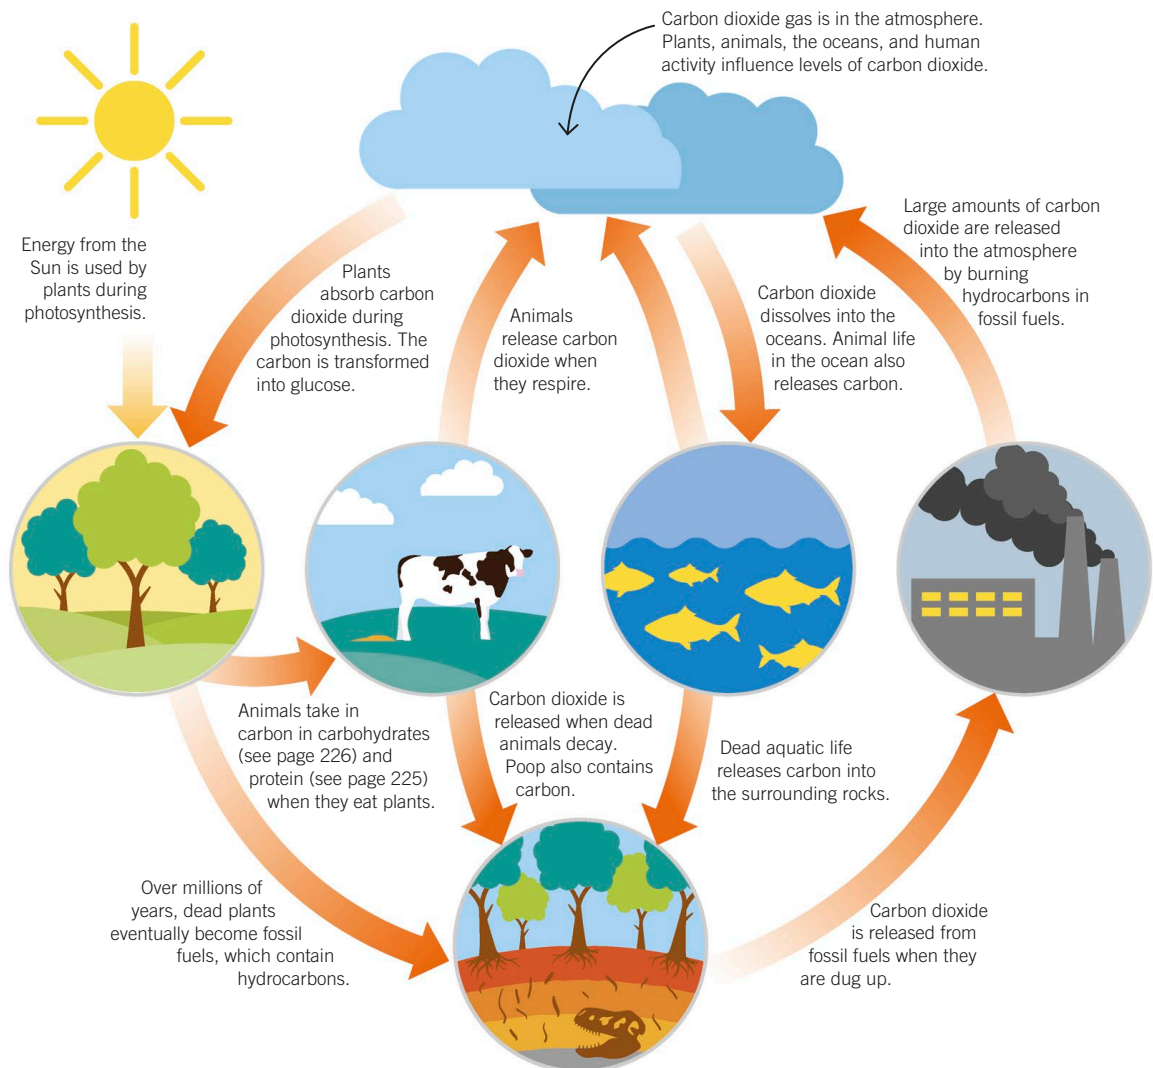 Carbon dioxide gas is in the atmosphere.
Plants, animals, the oceans, and human
activity influence levels of carbon dioxide.
Energy from the
Sun is used by
plants during
photosynthesis.
Plants
absorb carbon
dioxide during
photosynthesis. The
carbon is transformed
into glucose.
Animals
release carbon
dioxide when
they respire.
Carbon dioxide
dissolves into the
oceans. Animal life
in the ocean also
releases carbon.
Large amounts of carbon
dioxide are released
into the atmosphere
by burning
hydrocarbons in
fossil fuels.
Animals take in
carbon in carbohydrates
(see page 226) and
protein (see page 225)
when they eat plants.
Carbon dioxide is
released when dead
animals decay.
Poop also contains
carbon.
Dead aquatic life
releases carbon into
the surrounding rocks.
Over millions of
years, dead plants
eventually become fossil
fuels, which contain
hydrocarbons.
Carbon dioxide
is released from
fossil fuels when they
are dug up.